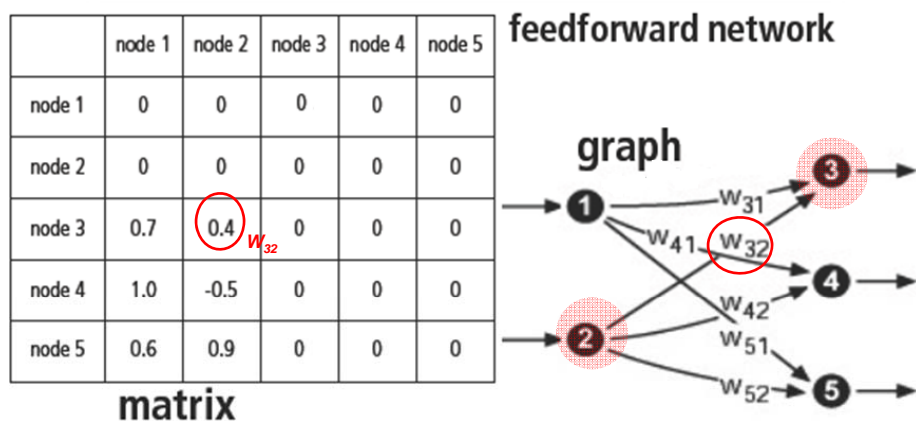 feedforward network
node 1 node 2 node 3 node 4 node 5
node 1 0 0 0 0 0
node 2 0 0 0 0 0
node 3 0.7 0.4 0 0 0
W32
node 4 1.0 -0.5 0 0 0
node 5 0.6 0.9 0 0 0
matrix
graph
1
2
3
4
5
w31
w41
w32
w42
w51
w52